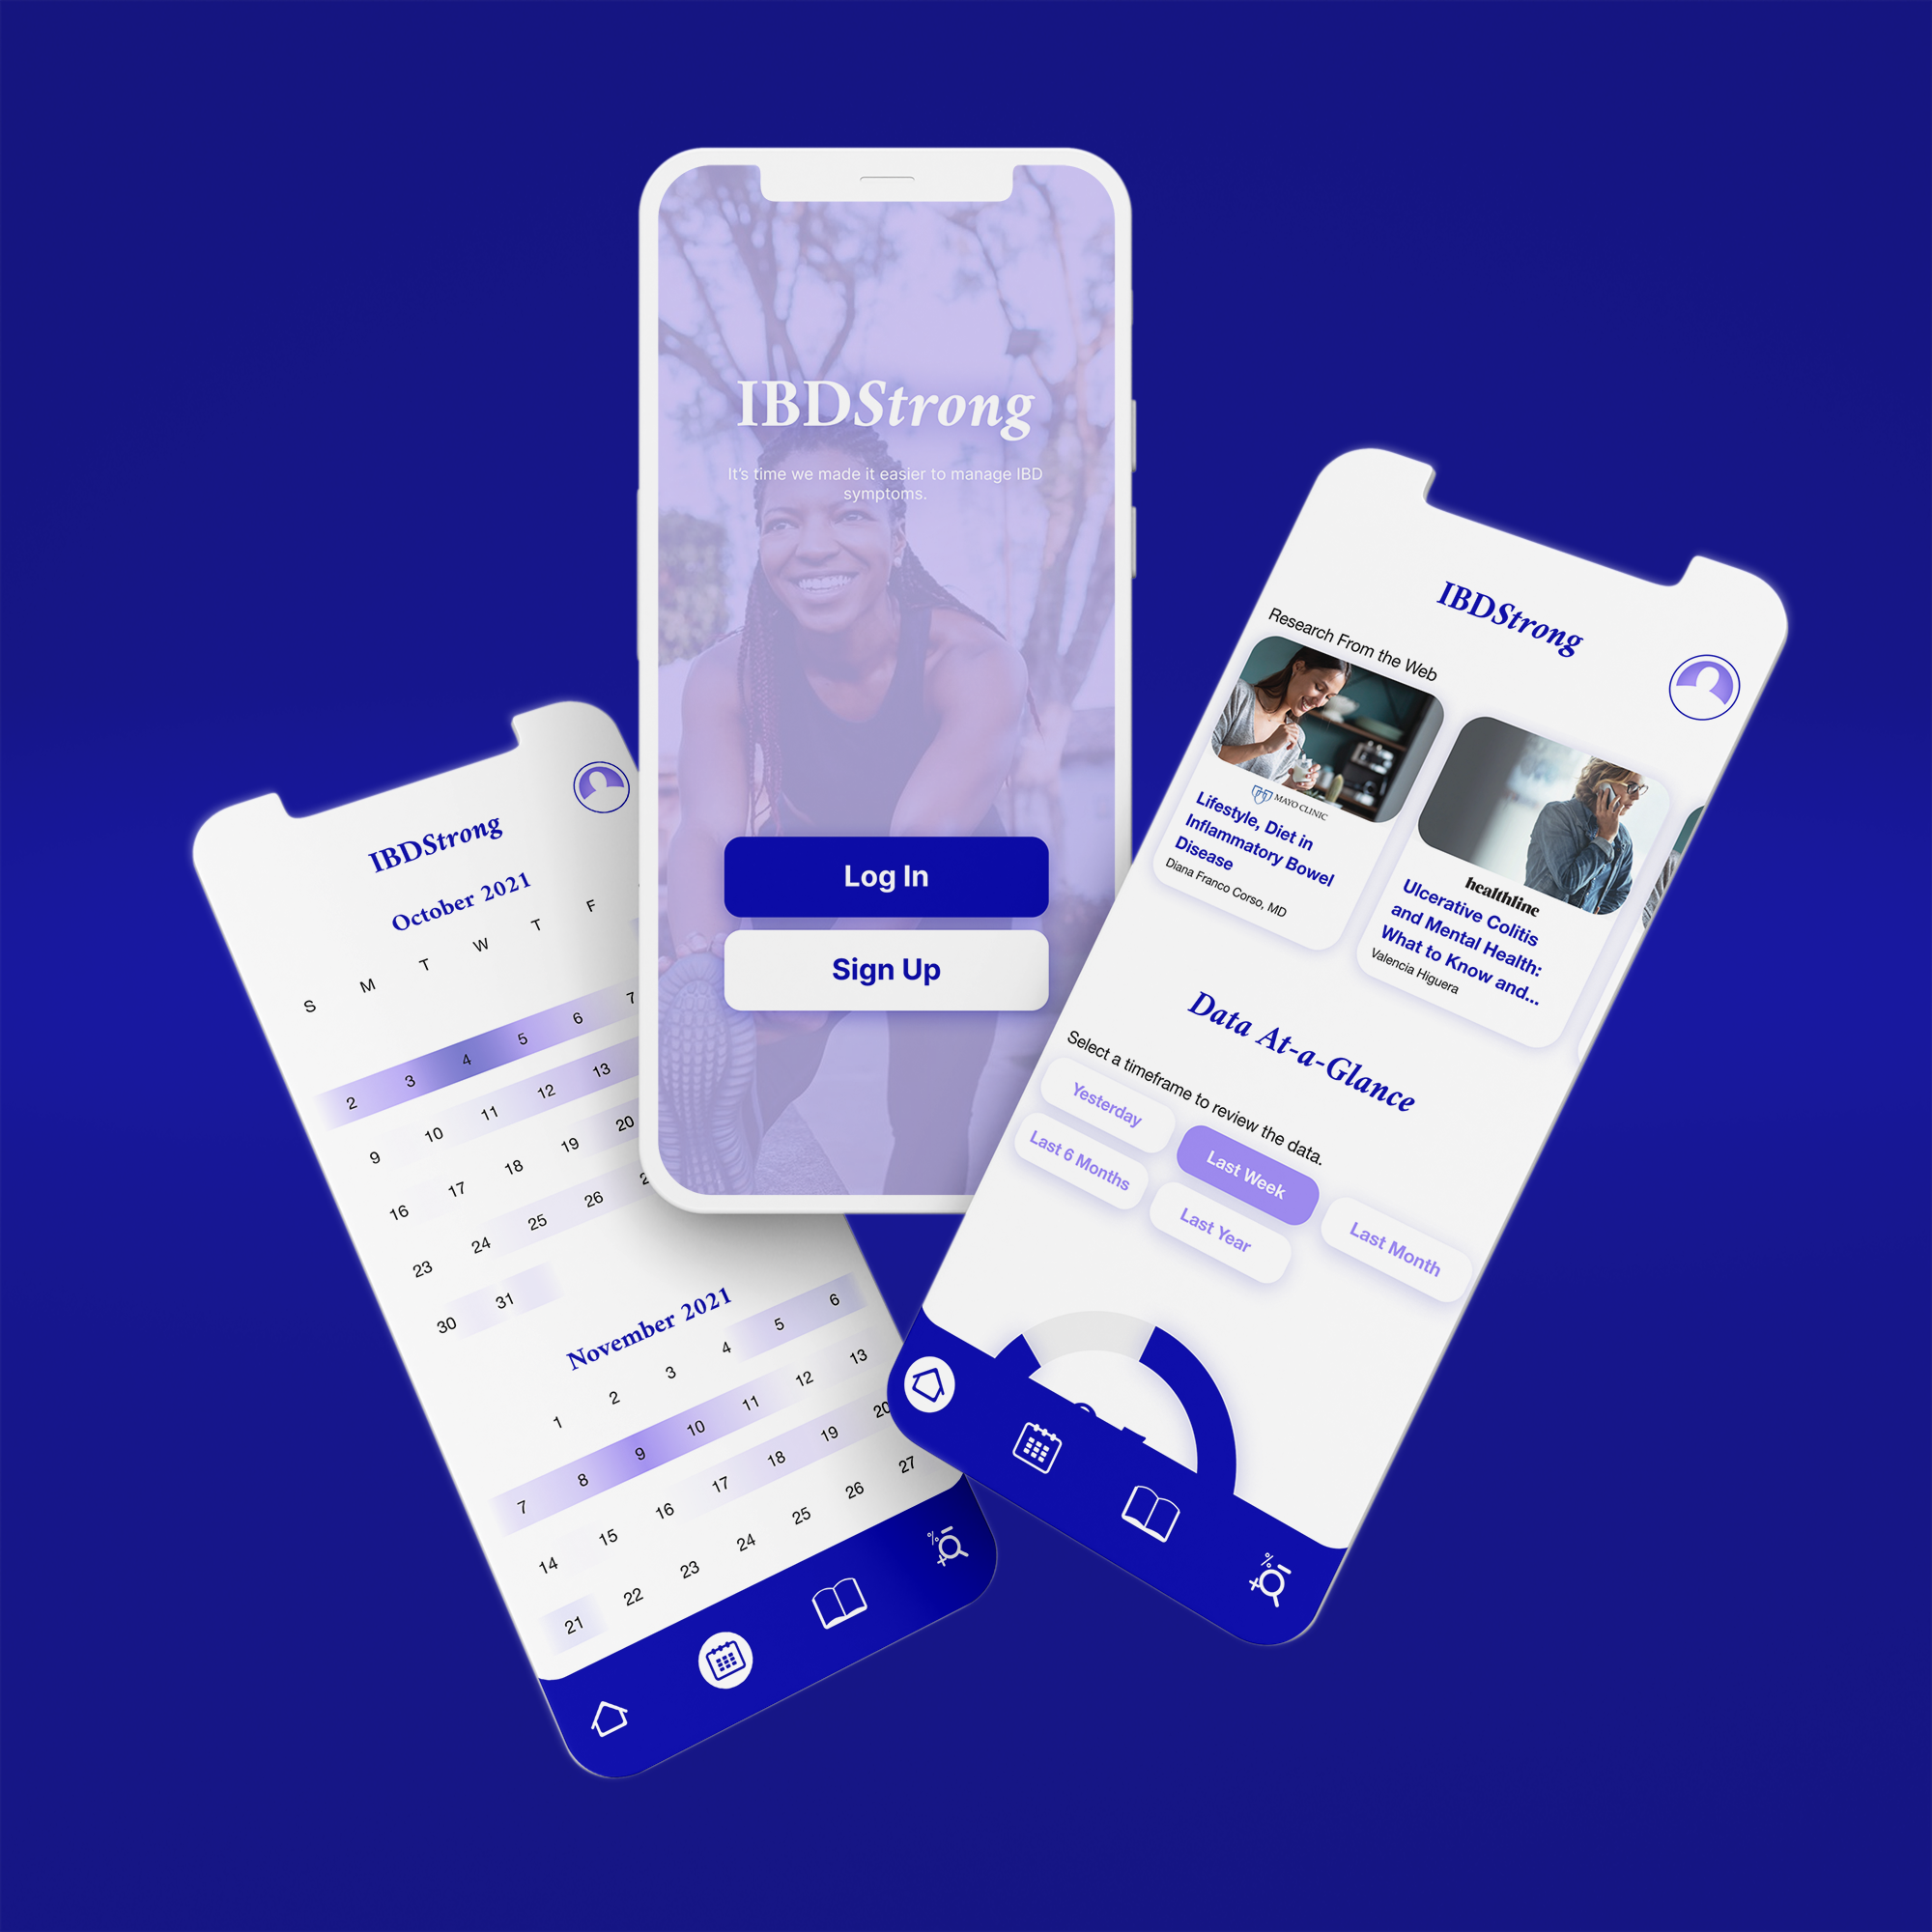 IBDStrong
It's time we made it easier to manage IBD
symptoms.
Log In
Sign Up
IBDStrong
October 2021
S M T W T F
2 3 4 5 6 7
9 10 11 12 13
16 17 18 19 20
23 24 25 26
30 31
November 2021
1 2 3 4 5 6
7 8 9 10 11 12 13
14 15 16 17 18 19 20
21 22 23 24 25 26 27
IBDStrong
Research From the Web
MAYO CLINIC
Lifestyle, Diet in
Inflammatory Bowel
Disease
Diana Franco Corso, MD
healthline
Ulcerative Colitis
and Mental Health:
What to Know and...
Valencia Higuera
Data At-a-Glance
Select a timeframe to review the data.
Yesterday
Last Week
Last Month
Last 6 Months
Last Year